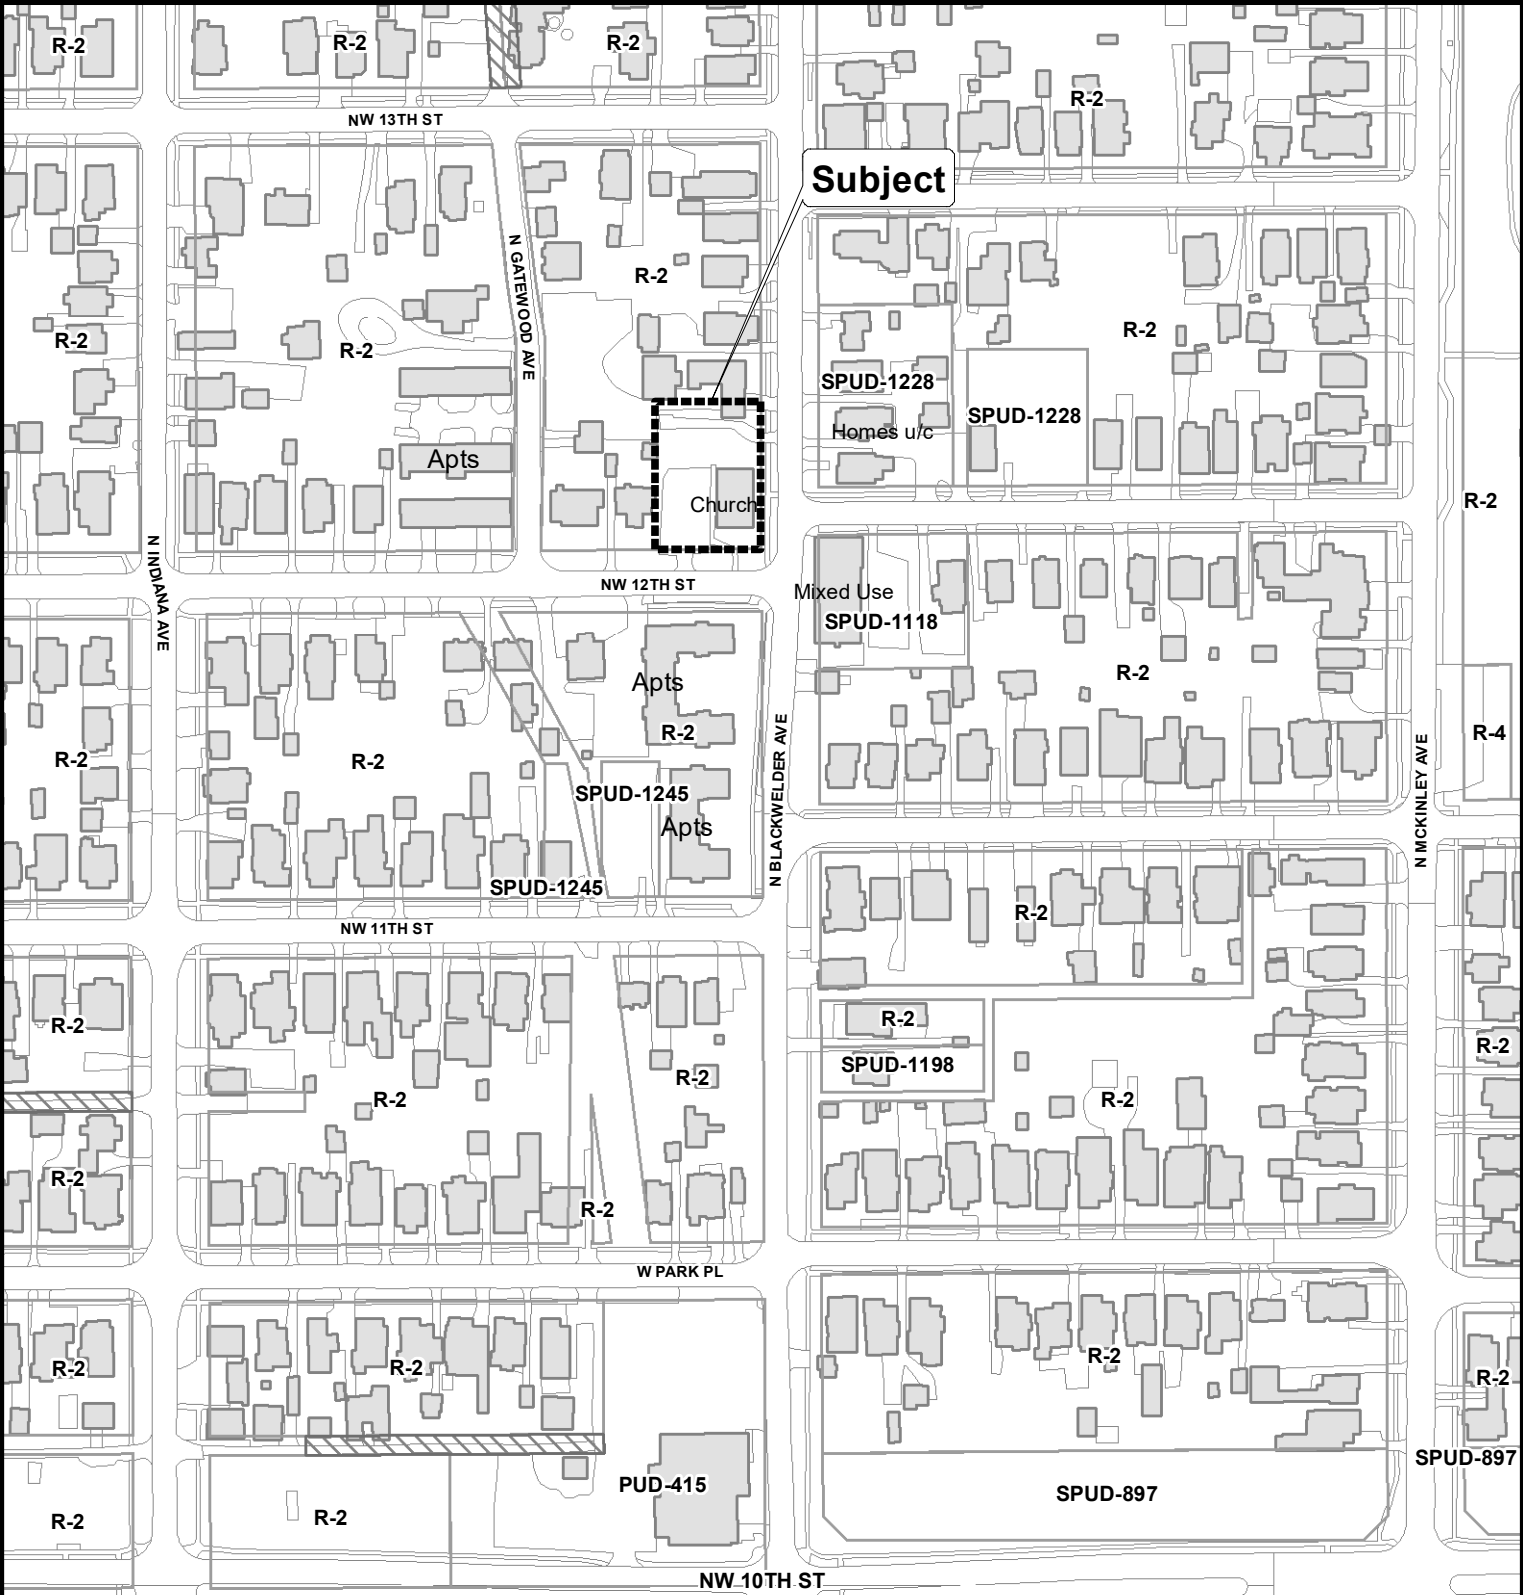 R-2
R-2
R-2
R-2
NW 13TH ST
Subject
N GATEWOOD AVE
R-2
R-2
R-2
R-2
SPUD-1228
SPUD-1228
Homes u/c
Apts
Church
R-2
N INDIANA AVE
NW 12TH ST
Mixed Use
SPUD-1118
R-2
Apts
R-2
R-2
R-2
R-4
N BLACKWELDER AVE
N MCKINLEY AVE
SPUD-1245
Apts
SPUD-1245
R-2
NW 11TH ST
R-2
R-2
R-2
SPUD-1198
R-2
R-2
R-2
R-2
R-2
R-2
W PARK PL
R-2
R-2
R-2
R-2
SPUD-897
PUD-415
SPUD-897
R-2
R-2
NW 10TH ST